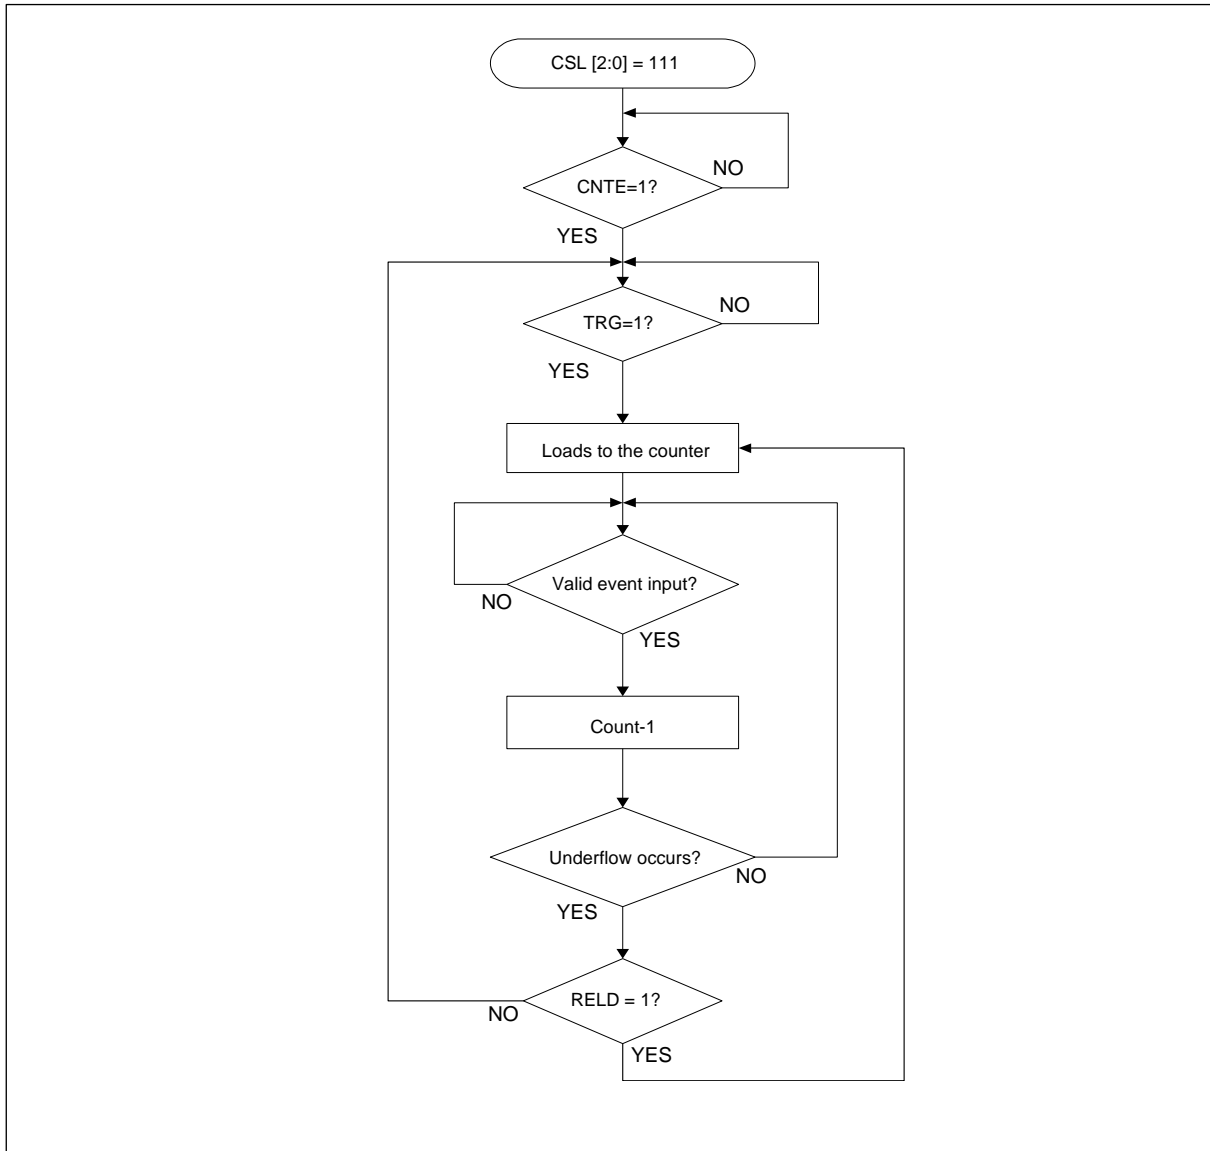 CSL [2:0] = 111
CNTE=1?
NO
YES
TRG=1?
NO
YES
Loads to the counter
Valid event input?
NO
YES
Count-1
Underflow occurs?
NO
YES
RELD = 1?
NO
YES